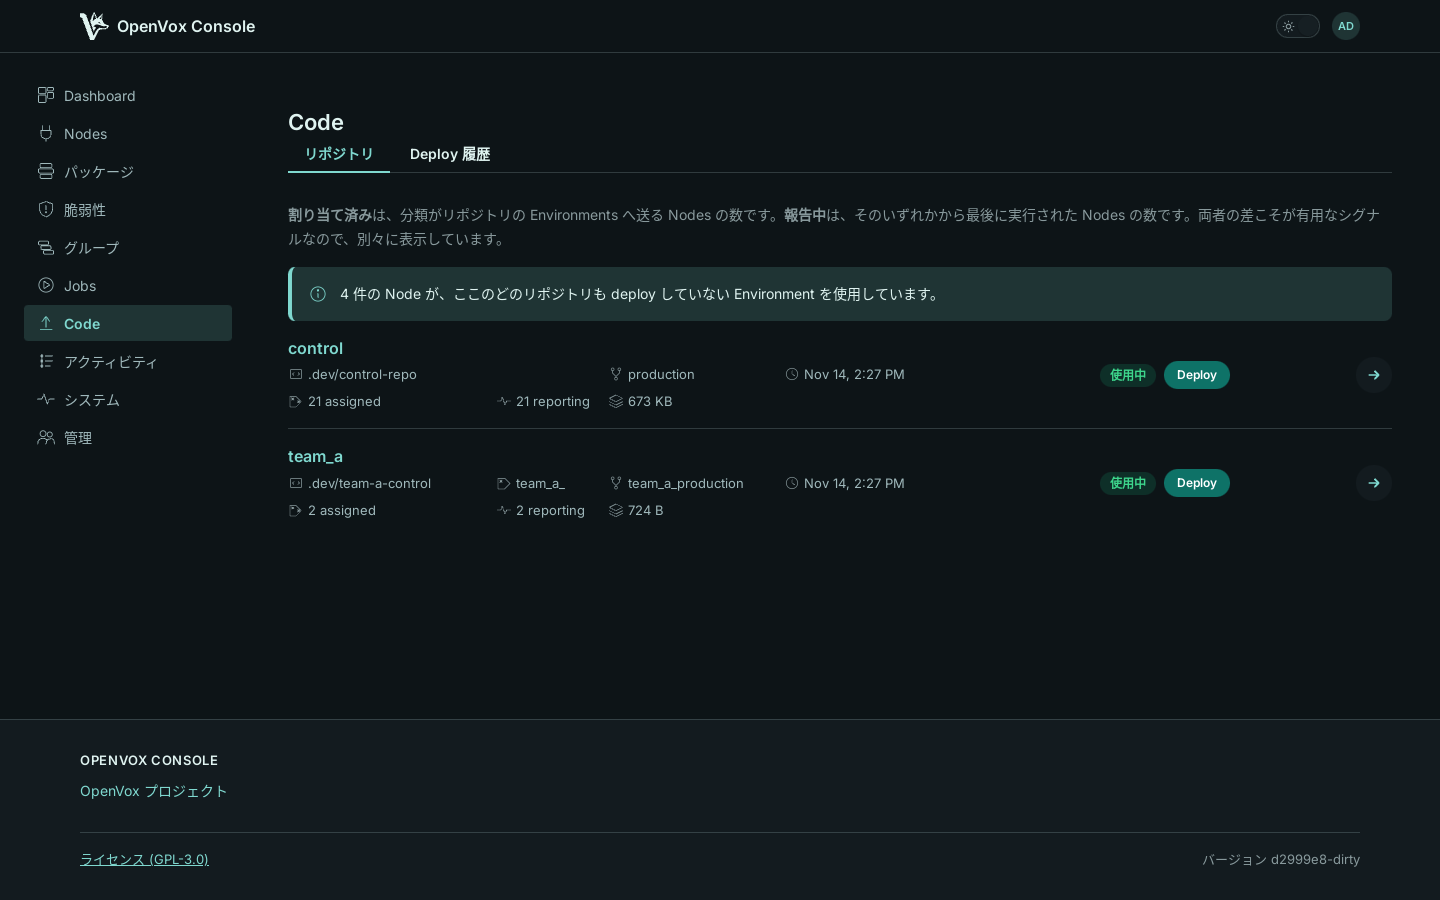 OpenVox Console
AD
Dashboard
Nodes
パッケージ
脆弱性
グループ
Jobs
Code
アクティビティ
システム
管理
Code
リポジトリ
Deploy 履歴
割り当て済みは、分類がリポジトリの Environments へ送る Nodes の数です。報告中は、そのいずれかから最後に実行された Nodes の数です。両者の差こそが有用なシグナ
ルなので、別々に表示しています。
4 件の Node が、ここのどのリポジトリも deploy していない Environment を使用しています。
control
.dev/control-repo
production
Nov 14, 2:27 PM
使用中
Deploy
21 assigned
21 reporting
673 KB
team_a
.dev/team-a-control
team_a_
team_a_production
Nov 14, 2:27 PM
使用中
Deploy
2 assigned
2 reporting
724 B
OPENVOX CONSOLE
OpenVox プロジェクト
ライセンス (GPL-3.0)
バージョン d2999e8-dirty